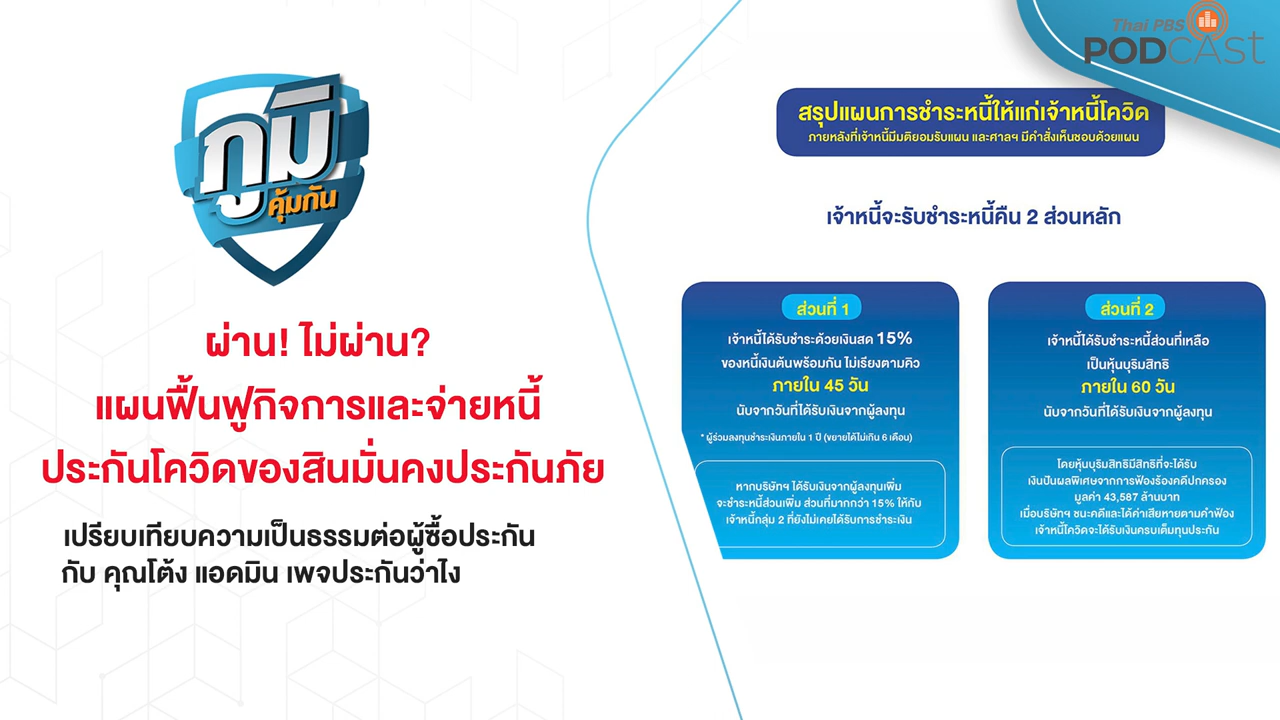 Thai PBS
PODCAST
ภูมิ
คุ้มกัน
ผ่าน! ไม่ผ่าน?
แผนฟื้นฟูกิจการและจ่ายหนี้
ประกันโควิดของสินมั่นคงประกันภัย
เปรียบเทียบความเป็นธรรมต่อผู้ซื้อประกัน
กับ คุณโต้ง แอดมิน เพจประกันว่าไง
สรุปแผนการชำระหนี้ให้แก่เจ้าหนี้โควิด
ภายหลังที่เจ้าหนี้มีมติยอมรับแผน และศาลฯ มีคำสั่งเห็นชอบด้วยแผน
เจ้าหนี้จะรับชำระหนี้คืน 2 ส่วนหลัก
ส่วนที่ 1
เจ้าหนี้ได้รับชำระด้วยเงินสด 15%
ของหนี้เงินต้นพร้อมกัน ไม่เรียงตามคิว
ภายใน 45 วัน
นับจากวันที่ได้รับเงินจากผู้ลงทุน
* ผู้ร่วมลงทุนชำระเงินภายใน 1 ปี (ขยายได้ไม่เกิน 6 เดือน)
หากบริษัทฯ ได้รับเงินจากผู้ลงทุนเพิ่ม
จะชำระหนี้ส่วนเพิ่ม ส่วนที่มากกว่า 15% ให้กับ
เจ้าหนี้กลุ่ม 2 ที่ยังไม่เคยได้รับการชำระเงิน
ส่วนที่ 2
เจ้าหนี้ได้รับชำระหนี้ส่วนที่เหลือ
เป็นหุ้นบุริมสิทธิ
ภายใน 60 วัน
นับจากวันที่ได้รับเงินจากผู้ลงทุน
โดยหุ้นบุริมสิทธิมีสิทธิที่จะได้รับ
เงินปันผลพิเศษจากการฟ้องร้องคดีปกครอง
มูลค่า 43,587 ล้านบาท
เมื่อบริษัทฯ ชนะคดีและได้ค่าเสียหายตามคำฟ้อง
เจ้าหนี้โควิดจะได้รับเงินครบเต็มทุนประกัน